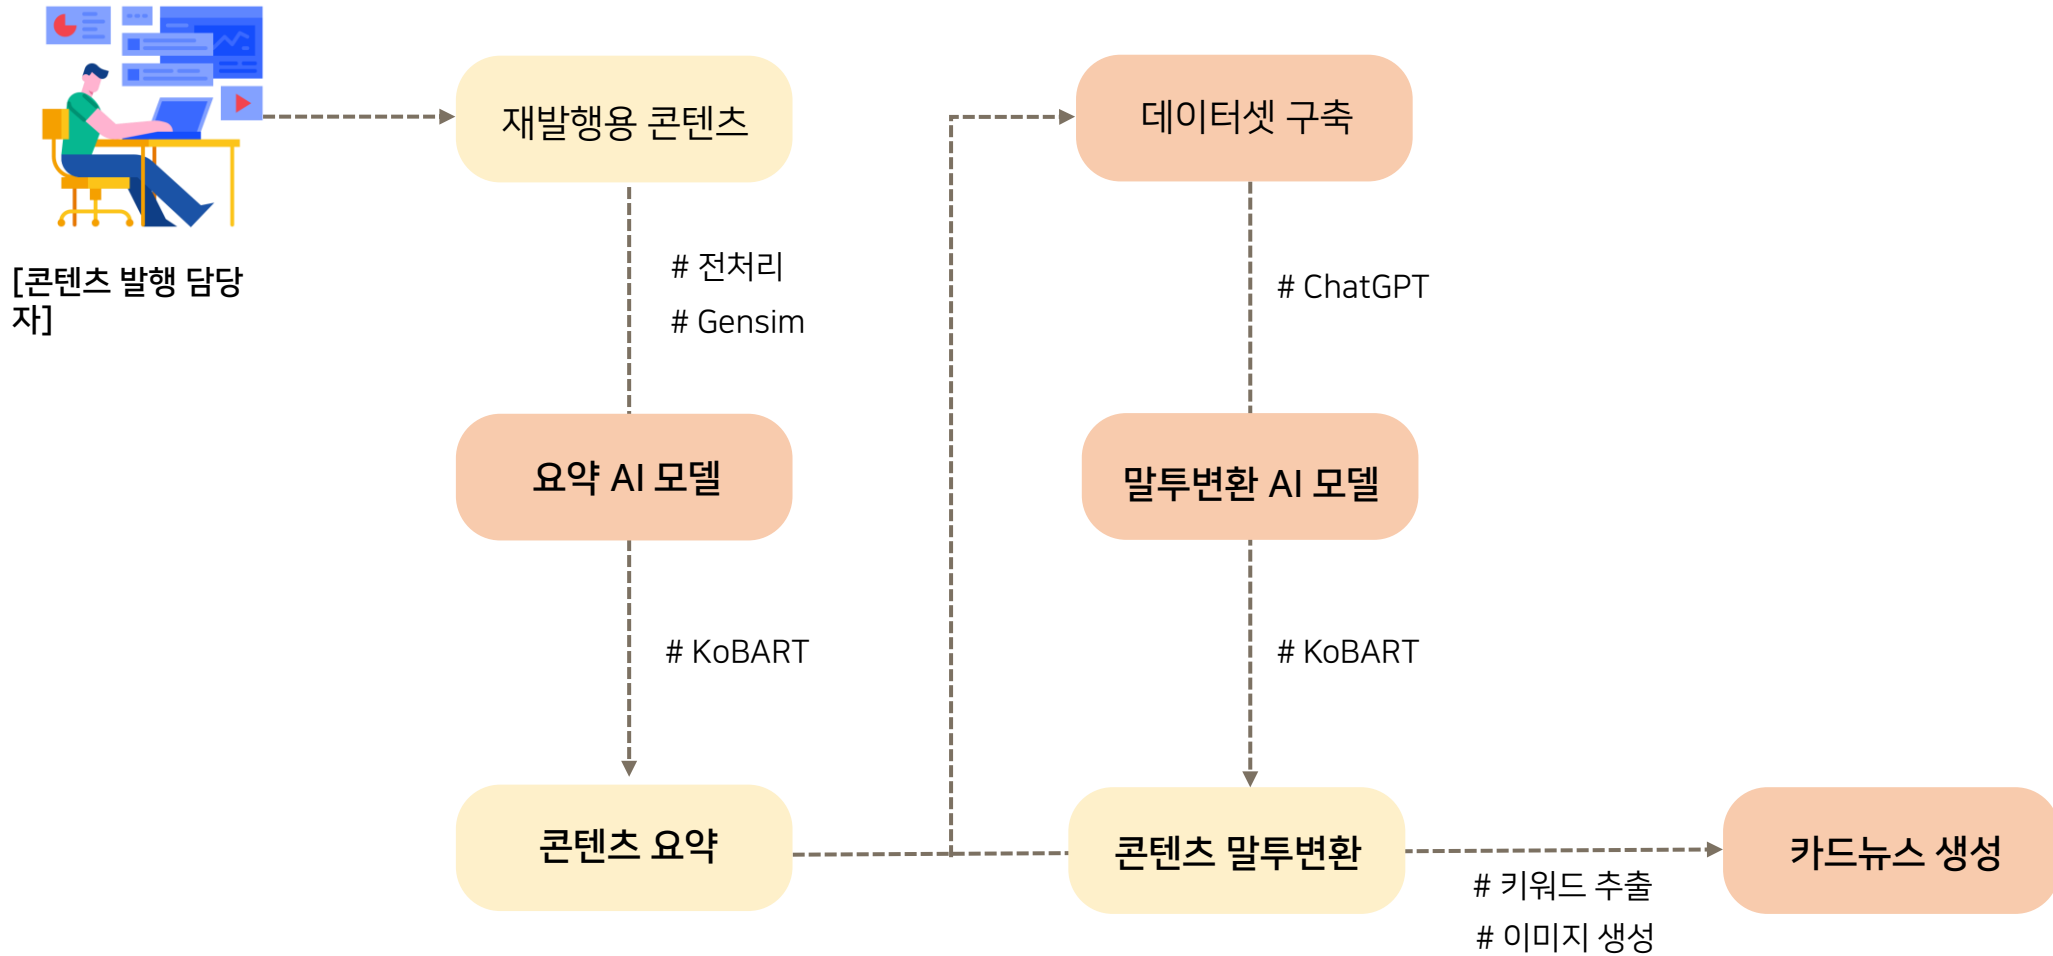 재발행용 콘텐츠
데이터셋 구축
[콘텐츠 발행 담당
자]
# 전처리
# Gensim
# ChatGPT
요약 AI 모델
말투변환 AI 모델
# KoBART
# KoBART
콘텐츠 요약
콘텐츠 말투변환
카드뉴스 생성
# 키워드 추출
# 이미지 생성